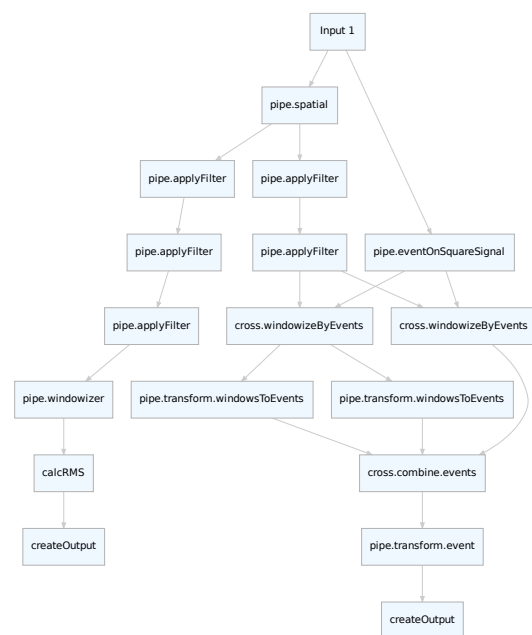 Input 1
pipe.spatial
pipe.applyFilter
pipe.applyFilter
pipe.applyFilter
pipe.applyFilter
pipe.eventOnSquareSignal
pipe.applyFilter
cross.windowizeByEvents
cross.windowizeByEvents
pipe.windowizer
pipe.transform.windowsToEvents
pipe.transform.windowsToEvents
calcRMS
cross.combine.events
createOutput
pipe.transform.event
createOutput